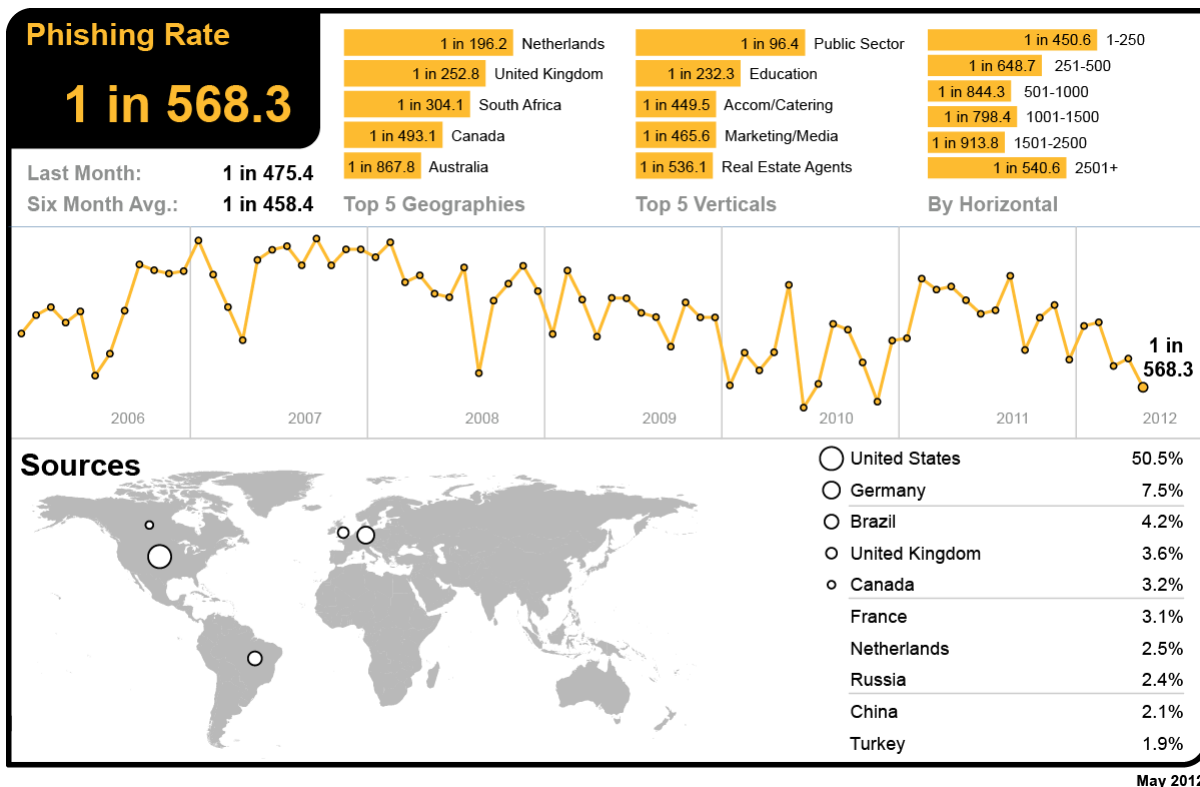 Phishing Rate
1 in 568.3
Last Month: 1 in 475.4
Six Month Avg.: 1 in 458.4
1 in 196.2 Netherlands
1 in 252.8 United Kingdom
1 in 304.1 South Africa
1 in 493.1 Canada
1 in 867.8 Australia
Top 5 Geographies
1 in 96.4 Public Sector
1 in 232.3 Education
1 in 449.5 Accom/Catering
1 in 465.6 Marketing/Media
1 in 536.1 Real Estate Agents
Top 5 Verticals
1 in 450.6 1-250
1 in 648.7 251-500
1 in 844.3 501-1000
1 in 798.4 1001-1500
1 in 913.8 1501-2500
1 in 540.6 2501+
By Horizontal
1 in
568.3
2006 2007 2008 2009 2010 2011 2012
Sources
United States 50.5%
Germany 7.5%
Brazil 4.2%
United Kingdom 3.6%
Canada 3.2%
France 3.1%
Netherlands 2.5%
Russia 2.4%
China 2.1%
Turkey 1.9%
May 2012